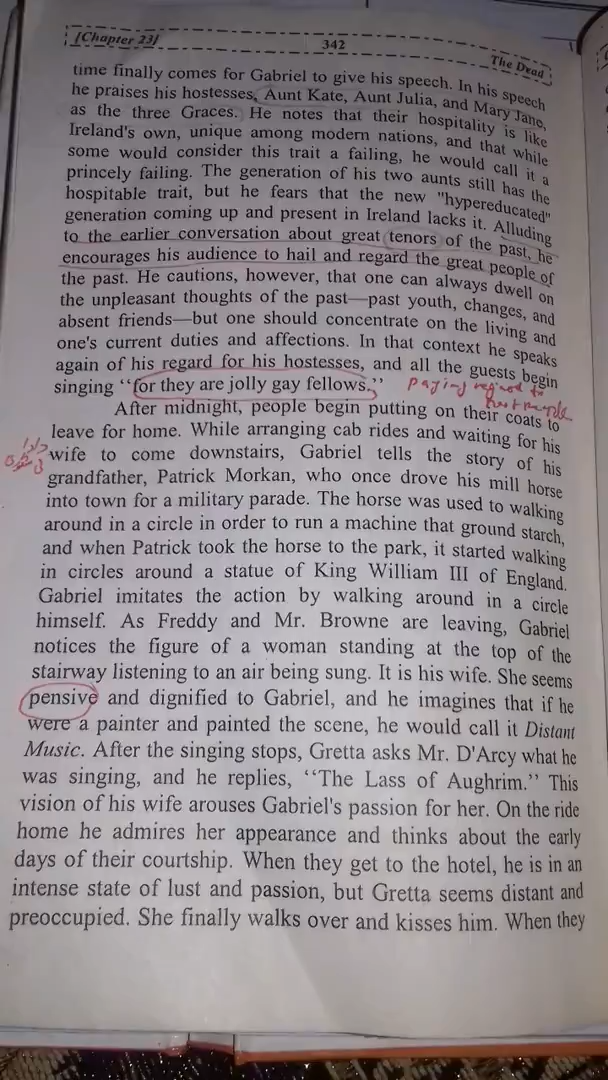 [Chapter 23]
342
The Dead
time finally comes for Gabriel to give his speech. In his speech
he praises his hostesses, Aunt Kate, Aunt Julia, and Mary Jane,
as the three Graces. He notes that their hospitality is like
Ireland's own, unique among modern nations, and that while
some would consider this trait a failing, he would call it a
princely failing. The generation of his two aunts still has the
hospitable trait, but he fears that the new "hypereducated"
generation coming up and present in Ireland lacks it. Alluding
to the earlier conversation about great tenors of the past, he
encourages his audience to hail and regard the great people of
the past. He cautions, however, that one can always dwell on
the unpleasant thoughts of the past—past youth, changes, and
absent friends—but one should concentrate on the living and
one's current duties and affections. In that context he speaks
again of his regard for his hostesses, and all the guests begin
singing "for they are jolly gay fellows." paying regard to
After midnight, people begin putting on their coats to
leave for home. While arranging cab rides and waiting for his
wife to come downstairs, Gabriel tells the story of his
grandfather, Patrick Morkan, who once drove his mill horse
into town for a military parade. The horse was used to walking
around in a circle in order to run a machine that ground starch,
and when Patrick took the horse to the park, it started walking
in circles around a statue of King William III of England.
Gabriel imitates the action by walking around in a circle
himself. As Freddy and Mr. Browne are leaving, Gabriel
notices the figure of a woman standing at the top of the
stairway listening to an air being sung. It is his wife. She seems
pensive and dignified to Gabriel, and he imagines that if he
were a painter and painted the scene, he would call it Distant
Music. After the singing stops, Gretta asks Mr. D'Arcy what he
was singing, and he replies, "The Lass of Aughrim." This
vision of his wife arouses Gabriel's passion for her. On the ride
home he admires her appearance and thinks about the early
days of their courtship. When they get to the hotel, he is in an
intense state of lust and passion, but Gretta seems distant and
preoccupied. She finally walks over and kisses him. When they